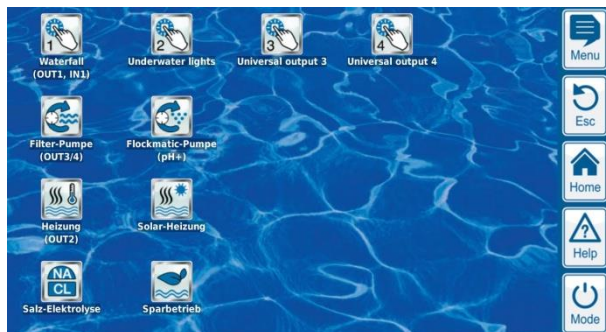 1
Waterfall
(OUT1, IN1)
2
Underwater lights
3
Universal output 3
4
Universal output 4
Filter-Pumpe
(OUT3/4)
Flockmatic-Pumpe
(pH+)
Heizung
(OUT2)
Solar-Heizung
NA
CL
Salz-Elektrolyse
Sparbetrieb
Menu
Esc
Home
?
Help
Mode